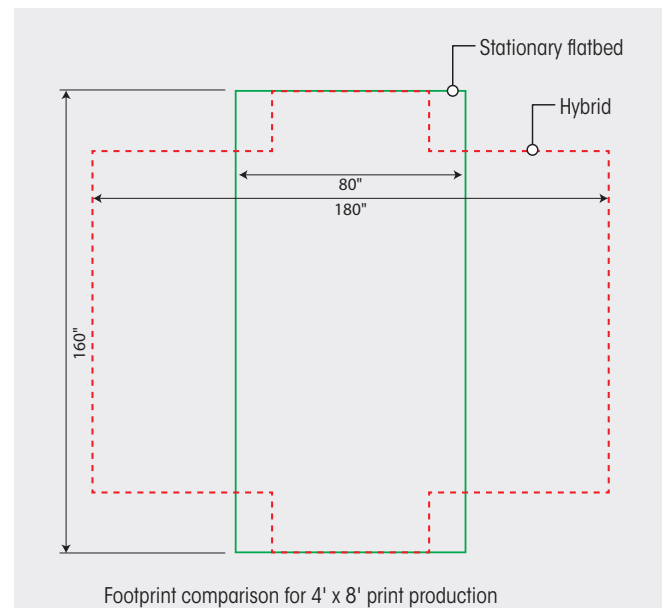 Stationary flatbed
Hybrid
80"
180"
160"
Footprint comparison for 4' x 8' print production